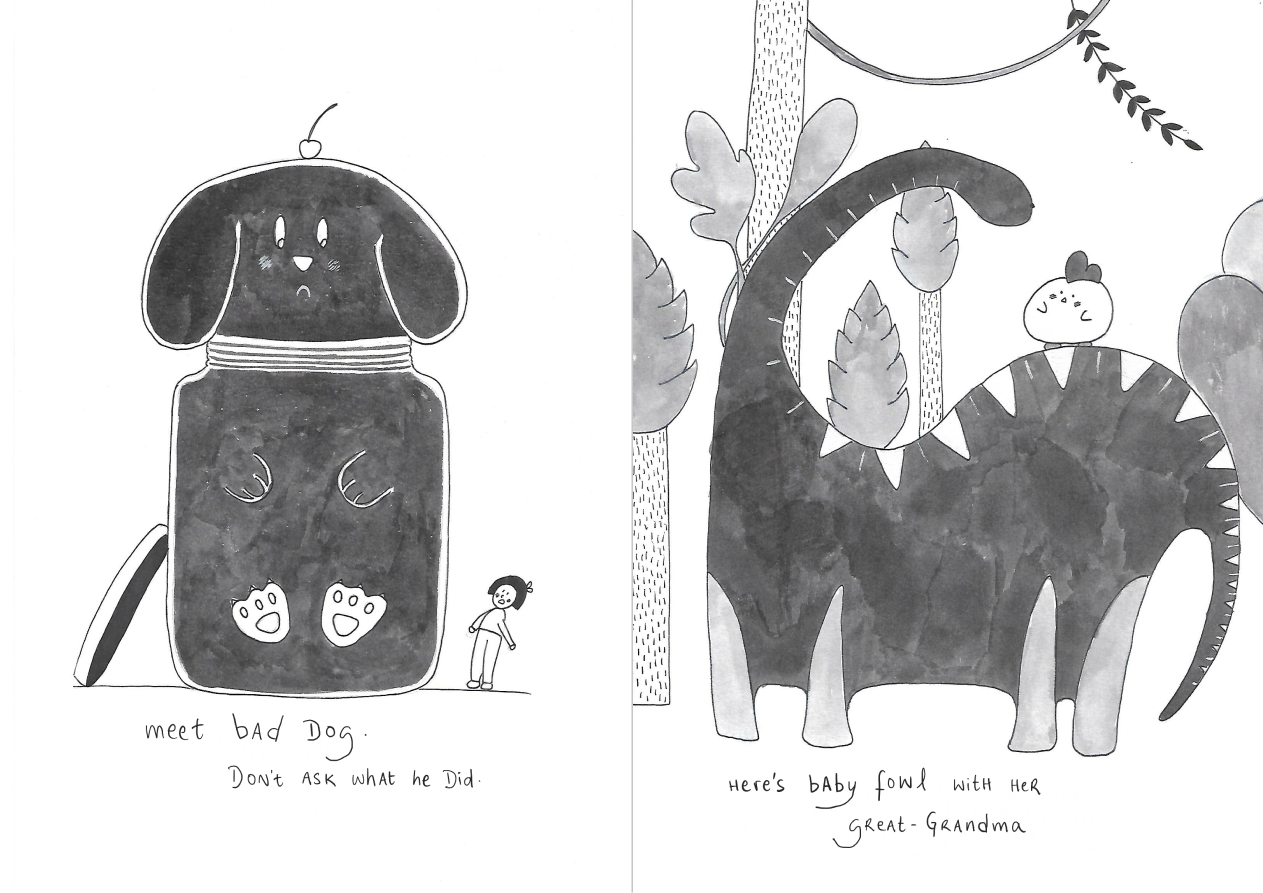 meet bAd Dog.
Don't ASK whAt he Did.
Here's bAby fowl with HeR
gReAt-GRAndma